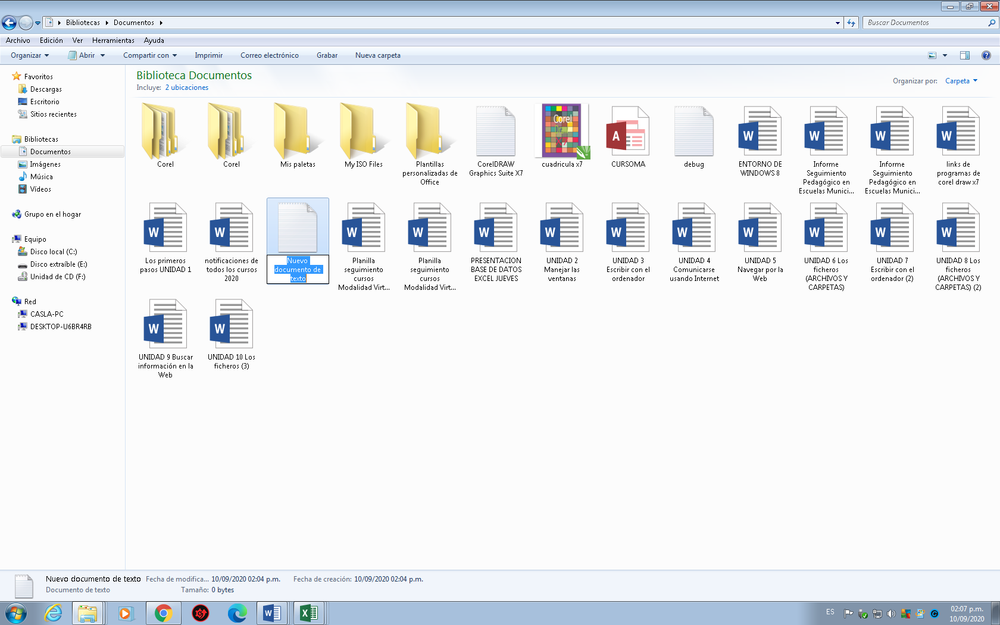 Bibliotecas
Documentos
Buscar Documentos
Archivo Edición Ver Herramientas Ayuda
Organizar Abrir Compartir con Imprimir Correo electrónico Grabar Nueva carpeta
Favoritos
Descargas
Escritorio
Sitios recientes
Bibliotecas
Documentos
Imágenes
Música
Vídeos
Grupo en el hogar
Equipo
Disco local (C:)
Disco extraíble (E:)
Unidad de CD (F:)
Red
CASLA-PC
DESKTOP-U6BR4RB
Biblioteca Documentos
Incluye: 2 ubicaciones
Organizar por: Carpeta
Corel
Corel
Mis paletas
My ISO Files
Plantillas
personalizadas de
Office
CorelDRAW
Graphics Suite X7
Corel
Draw
X7
cuadricula x7
A
CURSOMA
debug
W
ENTORNO DE
WINDOWS 8
W
Informe
Seguimiento
Pedagógico en
Escuelas Munici...
W
Informe
Seguimiento
Pedagógico en
Escuelas Munici...
W
links de
programas de
corel draw x7
W
Los primeros
pasos UNIDAD 1
W
notificaciones de
todos los cursos
2020
Nuevo
documento de
texto
W
Planilla
seguimiento
cursos
Modalidad Virt...
W
Planilla
seguimiento
cursos
Modalidad Virt...
W
PRESENTACION
BASE DE DATOS
EXCEL JUEVES
W
UNIDAD 2
Manejar las
ventanas
W
UNIDAD 3
Escribir con el
ordenador
W
UNIDAD 4
Comunicarse
usando Internet
W
UNIDAD 5
Navegar por la
Web
W
UNIDAD 6 Los
ficheros
(ARCHIVOS Y
CARPETAS)
W
UNIDAD 7
Escribir con el
ordenador (2)
W
UNIDAD 8 Los
ficheros
(ARCHIVOS Y
CARPETAS) (2)
W
UNIDAD 9 Buscar
información en la
Web
W
UNIDAD 10 Los
ficheros (3)
Nuevo documento de texto Fecha de modifica... 10/09/2020 02:04 p.m. Fecha de creación: 10/09/2020 02:04 p.m.
Documento de texto Tamaño: 0 bytes
ES
02:07 p.m.
10/09/2020